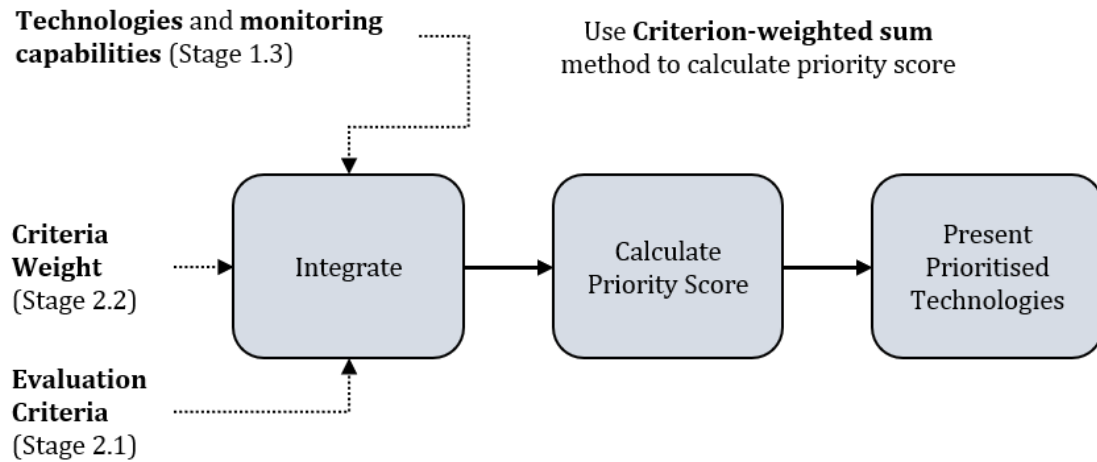 Technologies and monitoring
capabilities (Stage 1.3)
Use Criterion-weighted sum
method to calculate priority score
Criteria
Weight
(Stage 2.2)
Integrate
Calculate
Priority Score
Present
Prioritised
Technologies
Evaluation
Criteria
(Stage 2.1)